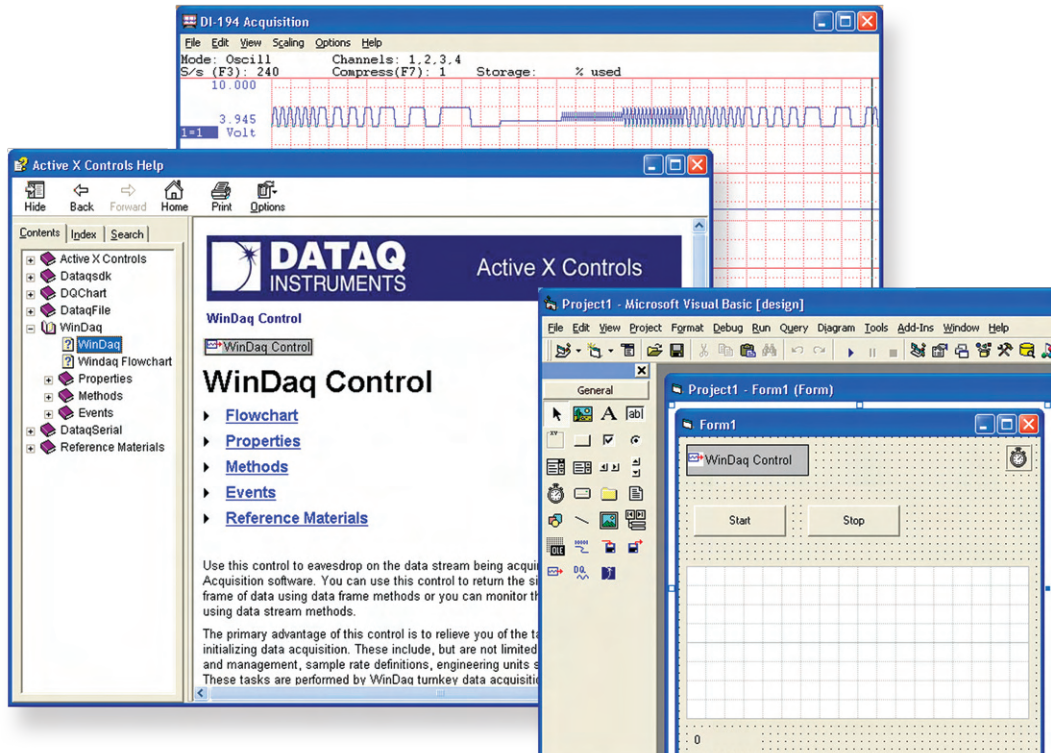 DI-194 Acquisition
File Edit View Scaling Options Help
Mode: Oscill Channels: 1,2,3,4
S/s (F3): 240 Compress(F7): 1 Storage: % used
10.000
3.945
1=1 Volt
Active X Controls Help
Hide Back Forward Home Print Options
Contents Index Search
Active X Controls
Dataqsdk
DQChart
DataqFile
WinDaq
WinDaq
Windaq Flowchart
Properties
Methods
Events
DataqSerial
Reference Materials
DATAQ
INSTRUMENTS
Active X Controls
WinDaq Control
WinDaq Control
WinDaq Control
Flowchart
Properties
Methods
Events
Reference Materials
Use this control to eavesdrop on the data stream being acqui
Acquisition software. You can use this control to return the si
frame of data using data frame methods or you can monitor th
using data stream methods.
The primary advantage of this control is to relieve you of the ta
initializing data acquisition. These include, but are not limited
and management, sample rate definitions, engineering units s
These tasks are performed by WinDaq turnkey data acquisitio
Project1 - Microsoft Visual Basic [design]
File Edit View Project Format Debug Run Query Diagram Tools Add-Ins Window Help
General
A ab|
OLE
DQ
Project1 - Form1 (Form)
Form1
WinDaq Control
Start Stop
0